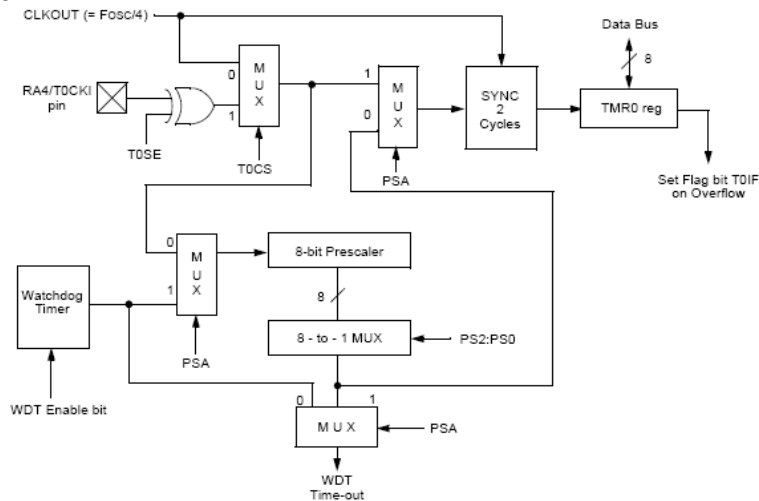 CLKOUT (= Fosc/4)
Data Bus
8
RA4/T0CKI
pin
T0SE
0
1
M
U
X
T0CS
1
0
M
U
X
PSA
SYNC
2
Cycles
TMR0 reg
Set Flag bit T0IF
on Overflow
Watchdog
Timer
WDT Enable bit
0
1
M
U
X
PSA
8-bit Prescaler
8
8 - to - 1 MUX
PS2:PS0
0
1
M U X
PSA
WDT
Time-out